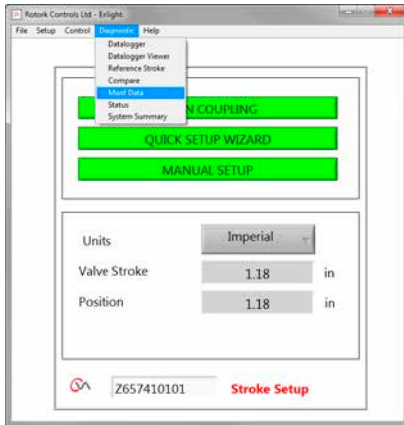 Rotork Controls Ltd - Enlight.
File Setup Control Diagnostic Help
Datalogger
Datalogger Viewer
Reference Stroke
Compare
Manf Data
Status
System Summary
N COUPLING
QUICK SETUP WIZARD
MANUAL SETUP
Units Imperial
Valve Stroke 1.18 in
Position 1.18 in
Z657410101 Stroke Setup